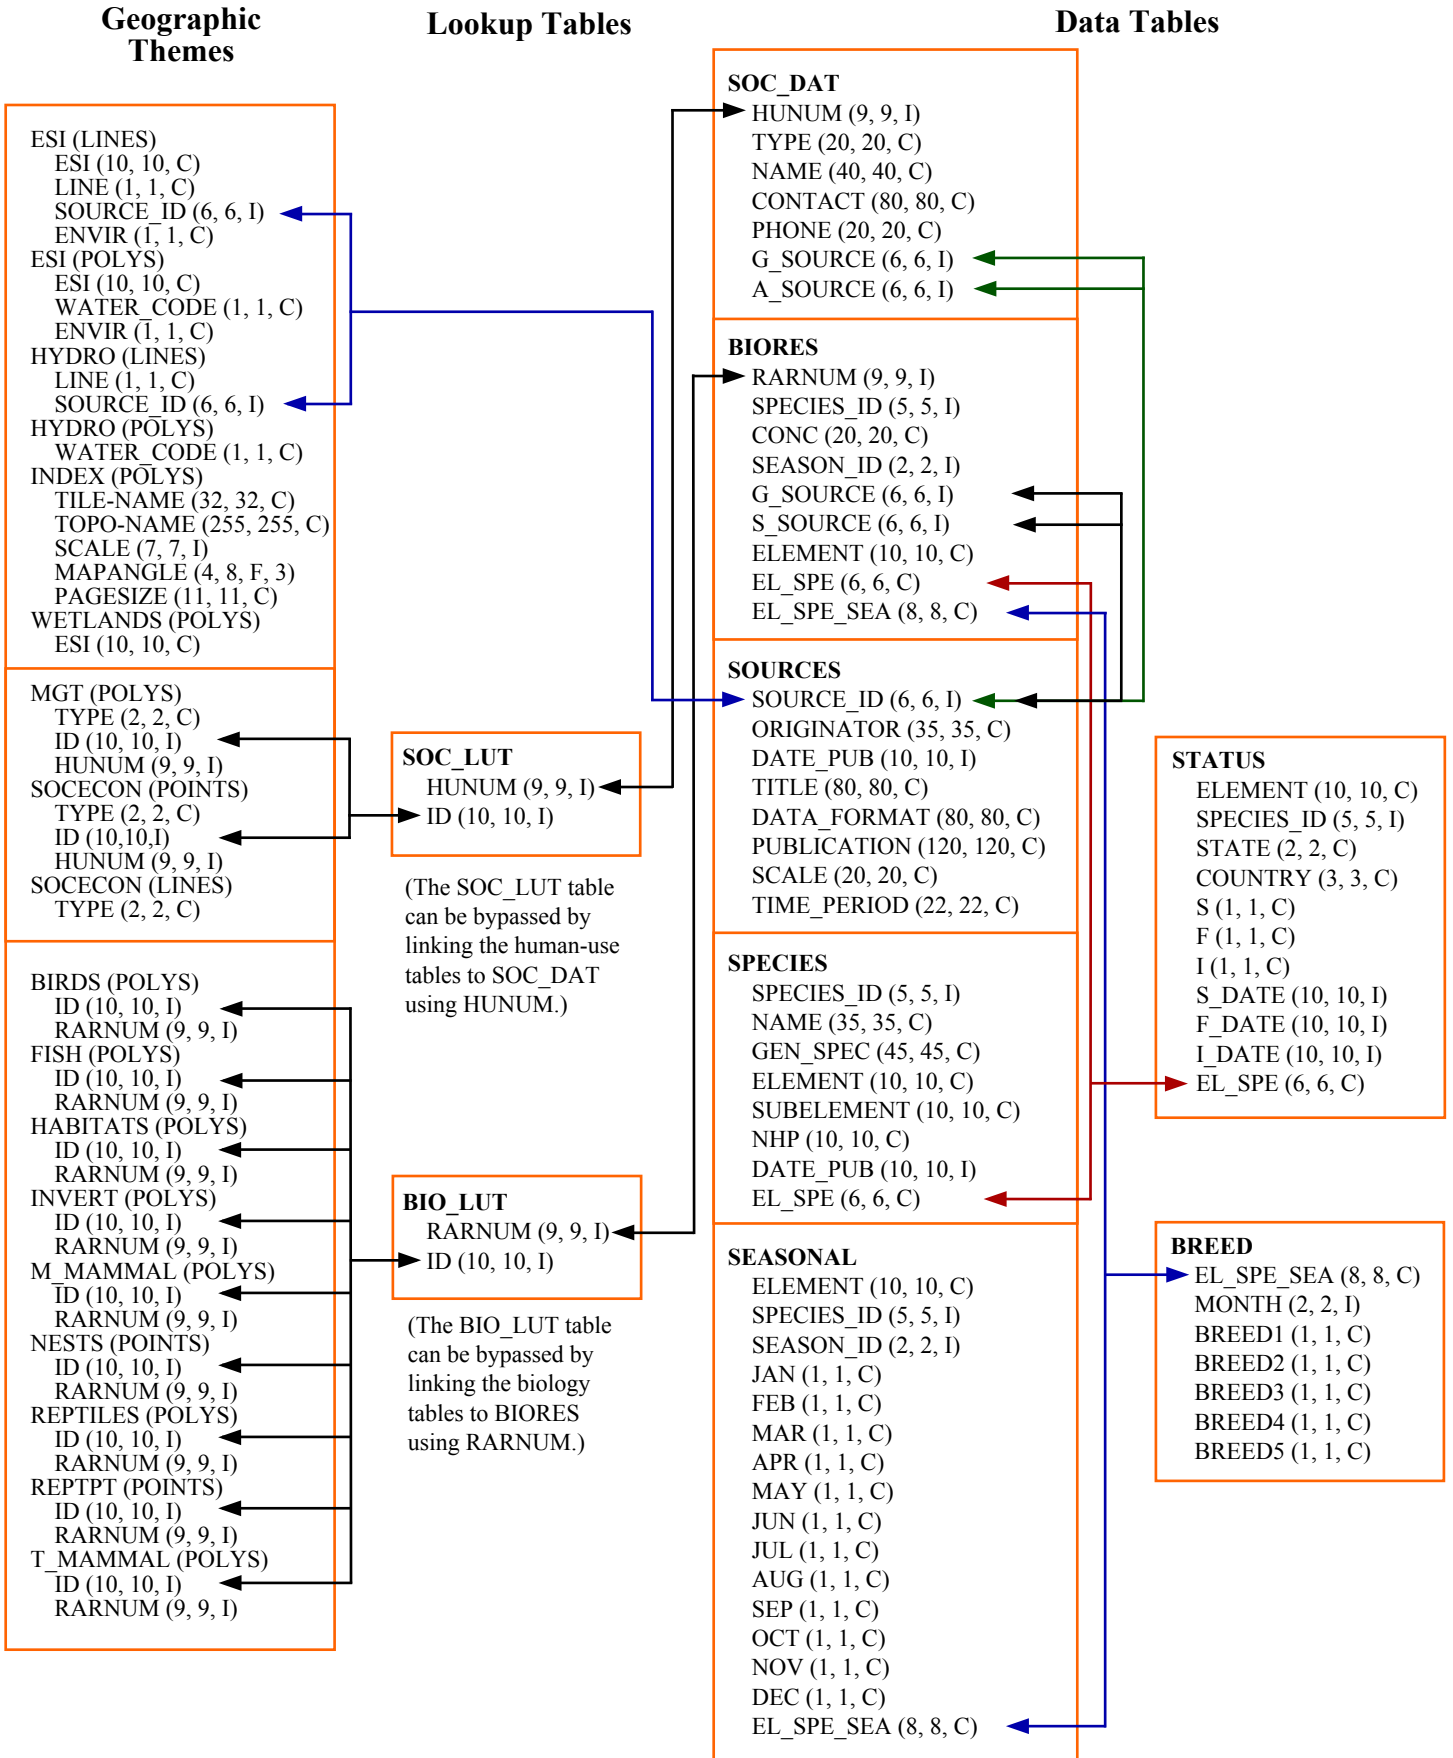 Geographic
Themes
Lookup Tables
Data Tables
ESI (LINES)
ESI (10, 10, C)
LINE (1, 1, C)
SOURCE_ID (6, 6, I)
ENVIR (1, 1, C)
ESI (POLYS)
ESI (10, 10, C)
WATER_CODE (1, 1, C)
ENVIR (1, 1, C)
HYDRO (LINES)
LINE (1, 1, C)
SOURCE_ID (6, 6, I)
HYDRO (POLYS)
WATER_CODE (1, 1, C)
INDEX (POLYS)
TILE-NAME (32, 32, C)
TOPO-NAME (255, 255, C)
SCALE (7, 7, I)
MAPANGLE (4, 8, F, 3)
PAGESIZE (11, 11, C)
WETLANDS (POLYS)
ESI (10, 10, C)
MGT (POLYS)
TYPE (2, 2, C)
ID (10, 10, I)
HUNUM (9, 9, I)
SOCECON (POINTS)
TYPE (2, 2, C)
ID (10,10,I)
HUNUM (9, 9, I)
SOCECON (LINES)
TYPE (2, 2, C)
BIRDS (POLYS)
ID (10, 10, I)
RARNUM (9, 9, I)
FISH (POLYS)
ID (10, 10, I)
RARNUM (9, 9, I)
HABITATS (POLYS)
ID (10, 10, I)
RARNUM (9, 9, I)
INVERT (POLYS)
ID (10, 10, I)
RARNUM (9, 9, I)
M_MAMMAL (POLYS)
ID (10, 10, I)
RARNUM (9, 9, I)
NESTS (POINTS)
ID (10, 10, I)
RARNUM (9, 9, I)
REPTILES (POLYS)
ID (10, 10, I)
RARNUM (9, 9, I)
REPTPT (POINTS)
ID (10, 10, I)
RARNUM (9, 9, I)
T_MAMMAL (POLYS)
ID (10, 10, I)
RARNUM (9, 9, I)
SOC_LUT
HUNUM (9, 9, I)
ID (10, 10, I)
(The SOC_LUT table
can be bypassed by
linking the human-use
tables to SOC_DAT
using HUNUM.)
BIO_LUT
RARNUM (9, 9, I)
ID (10, 10, I)
(The BIO_LUT table
can be bypassed by
linking the biology
tables to BIORES
using RARNUM.)
SOC_DAT
HUNUM (9, 9, I)
TYPE (20, 20, C)
NAME (40, 40, C)
CONTACT (80, 80, C)
PHONE (20, 20, C)
G_SOURCE (6, 6, I)
A_SOURCE (6, 6, I)
BIORES
RARNUM (9, 9, I)
SPECIES_ID (5, 5, I)
CONC (20, 20, C)
SEASON_ID (2, 2, I)
G_SOURCE (6, 6, I)
S_SOURCE (6, 6, I)
ELEMENT (10, 10, C)
EL_SPE (6, 6, C)
EL_SPE_SEA (8, 8, C)
SOURCES
SOURCE_ID (6, 6, I)
ORIGINATOR (35, 35, C)
DATE_PUB (10, 10, I)
TITLE (80, 80, C)
DATA_FORMAT (80, 80, C)
PUBLICATION (120, 120, C)
SCALE (20, 20, C)
TIME_PERIOD (22, 22, C)
SPECIES
SPECIES_ID (5, 5, I)
NAME (35, 35, C)
GEN_SPEC (45, 45, C)
ELEMENT (10, 10, C)
SUBELEMENT (10, 10, C)
NHP (10, 10, C)
DATE_PUB (10, 10, I)
EL_SPE (6, 6, C)
SEASONAL
ELEMENT (10, 10, C)
SPECIES_ID (5, 5, I)
SEASON_ID (2, 2, I)
JAN (1, 1, C)
FEB (1, 1, C)
MAR (1, 1, C)
APR (1, 1, C)
MAY (1, 1, C)
JUN (1, 1, C)
JUL (1, 1, C)
AUG (1, 1, C)
SEP (1, 1, C)
OCT (1, 1, C)
NOV (1, 1, C)
DEC (1, 1, C)
EL_SPE_SEA (8, 8, C)
STATUS
ELEMENT (10, 10, C)
SPECIES_ID (5, 5, I)
STATE (2, 2, C)
COUNTRY (3, 3, C)
S (1, 1, C)
F (1, 1, C)
I (1, 1, C)
S_DATE (10, 10, I)
F_DATE (10, 10, I)
I_DATE (10, 10, I)
EL_SPE (6, 6, C)
BREED
EL_SPE_SEA (8, 8, C)
MONTH (2, 2, I)
BREED1 (1, 1, C)
BREED2 (1, 1, C)
BREED3 (1, 1, C)
BREED4 (1, 1, C)
BREED5 (1, 1, C)